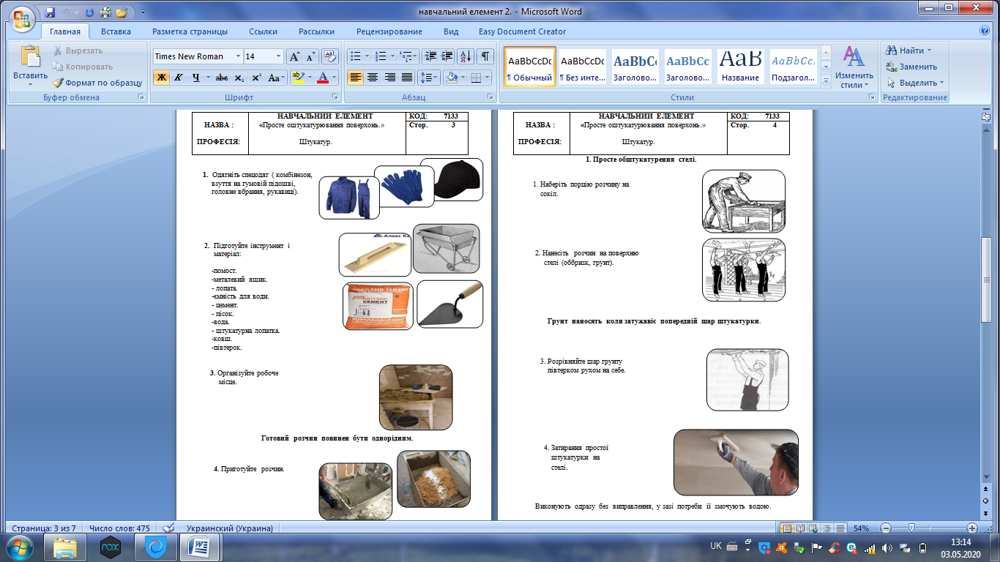 навчальний елемент 2. - Microsoft Word
Главная Вставка Разметка страницы Ссылки Рассылки Рецензирование Вид Easy Document Creator
Вставить
Вырезать
Копировать
Формат по образцу
Буфер обмена
Times New Roman 14
Ж К Ч abc x₂ x² Aa
Шрифт
Абзац
AaBbCcDc AaBbCcDc AaBbC AaBbCc AaB AaBbCc.
¶ Обычный ¶ Без инте... Заголово... Заголово... Название Подзагол...
Стили
Изменить стили
Найти
Заменить
Выделить
Редактирование
НАЗВА :
ПРОФЕСІЯ:
НАВЧАЛЬНИЙ ЕЛЕМЕНТ
«Просте оштукатурювання поверхонь.»
Штукатур.
КОД: 7133
Стор. 3
1. Одягніть спецодяг ( комбінезон,
взуття на гумовій підошві,
головне вбрання, рукавиці).
2. Підготуйте інструмент і
матеріал:
-помост.
-металевий ящик.
- лопата.
-ємність для води.
- цемент.
- пісок.
-вода.
- штукатурна лопатка.
-ковш.
-півтерок.
Алекс К
PORTLAND CEMENT
CEMENT
ПОРТЛАНДЦЕМЕНТ
3. Організуйте робоче
місце.
Готовий розчин повинен бути однорідним.
4. Приготуйте розчин.
НАЗВА :
ПРОФЕСІЯ:
НАВЧАЛЬНИЙ ЕЛЕМЕНТ
«Просте оштукатурювання поверхонь.»
Штукатур.
КОД: 7133
Стор. 4
І. Просте обштукатурення стелі.
1. Наберіть порцію розчину на
сокіл.
2. Нанесіть розчин на поверхню
стелі (оббризк, грунт).
Грунт наносять коли затужавіє попередній шар штукатурки.
3. Розрівняйте шар грунту
півтерком рухом на себе.
4. Затирання простої
штукатурки на
стелі.
Виконують одразу без виправлення, у зазі потреби її змочують водою.
Страница: 3 из 7 Число слов: 475 Украинский (Украина) 54%
nox
UK
13:14
03.05.2020